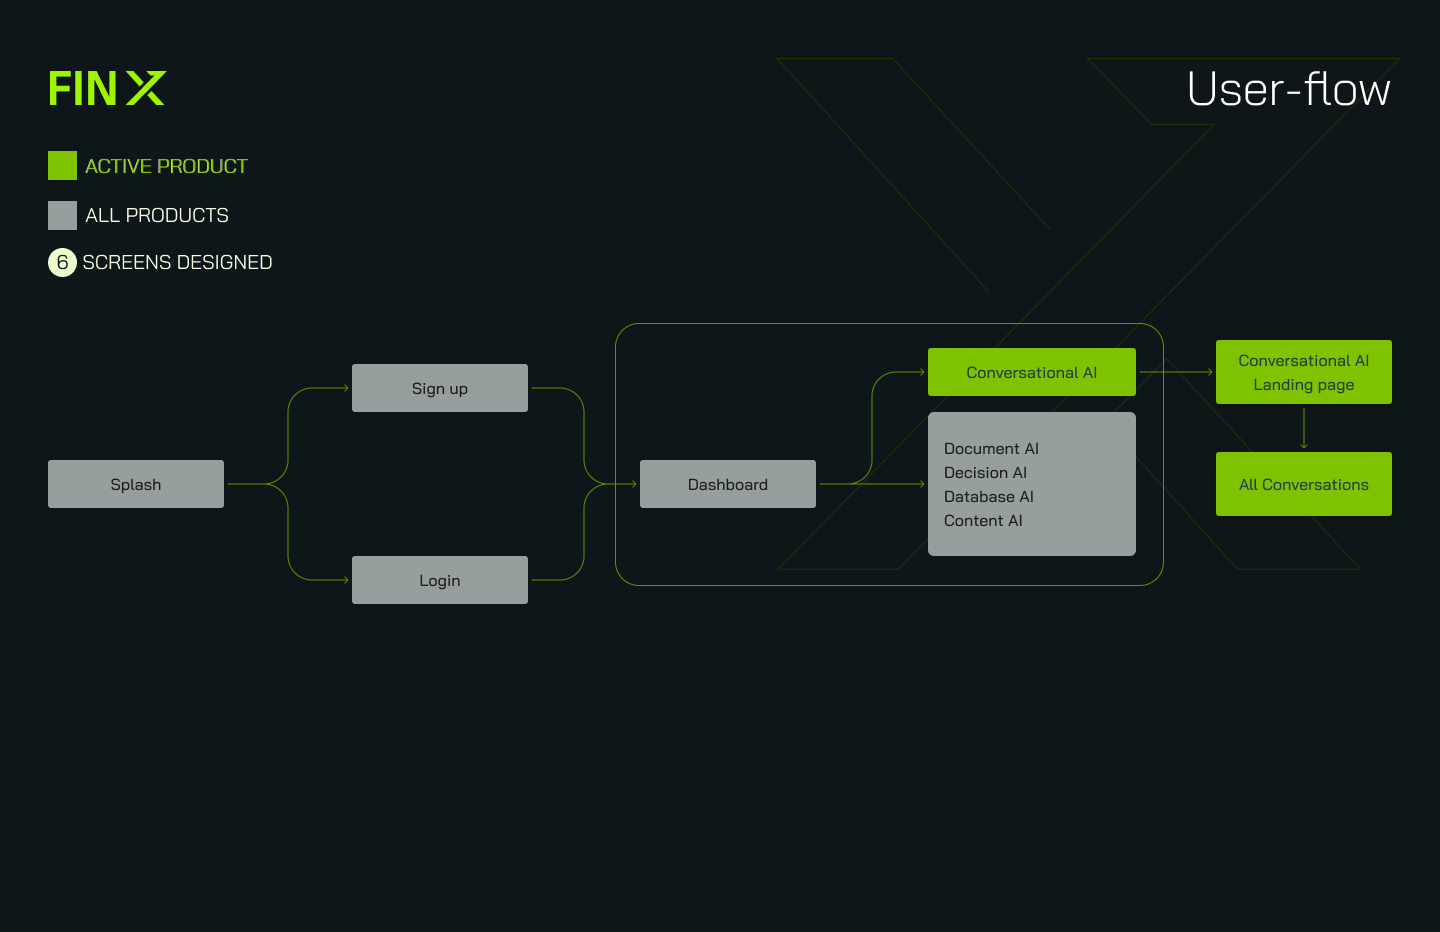 FIN X
User-flow
ACTIVE PRODUCT
ALL PRODUCTS
6 SCREENS DESIGNED
Splash
Sign up
Login
Dashboard
Conversational AI
Document AI
Decision AI
Database AI
Content AI
Conversational AI
Landing page
All Conversations